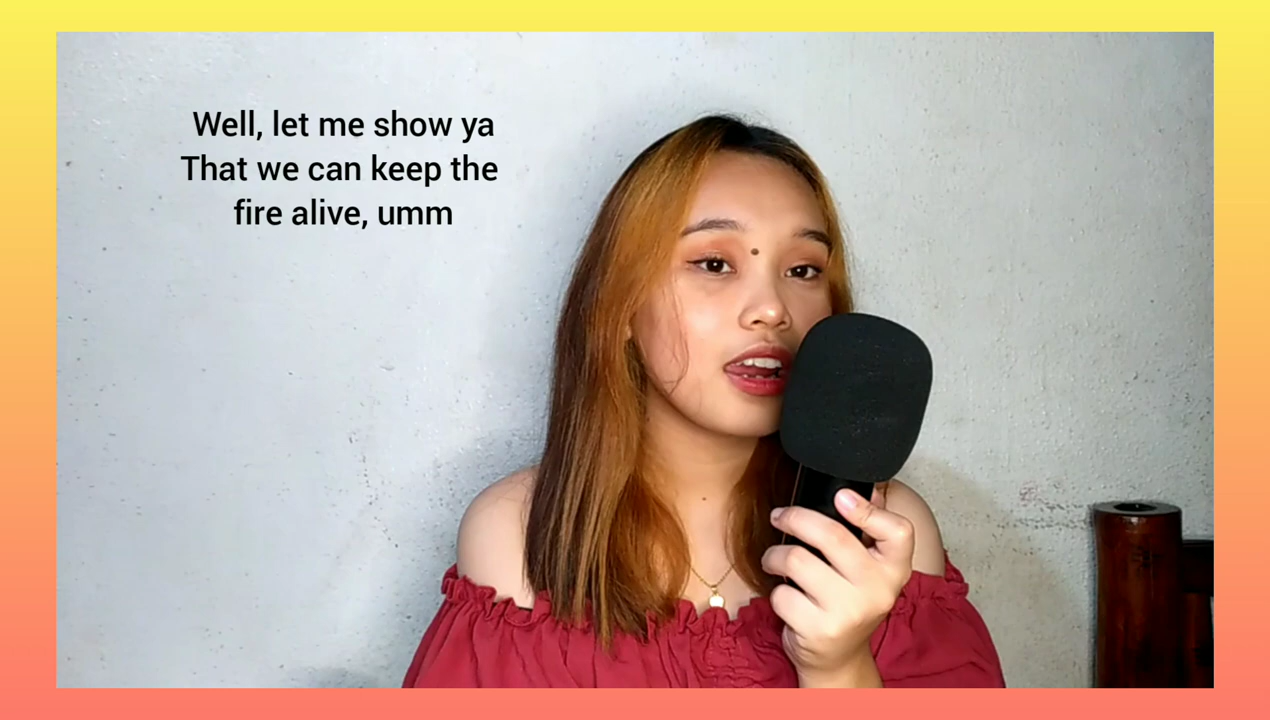 Well, let me show ya
That we can keep the
fire alive, umm